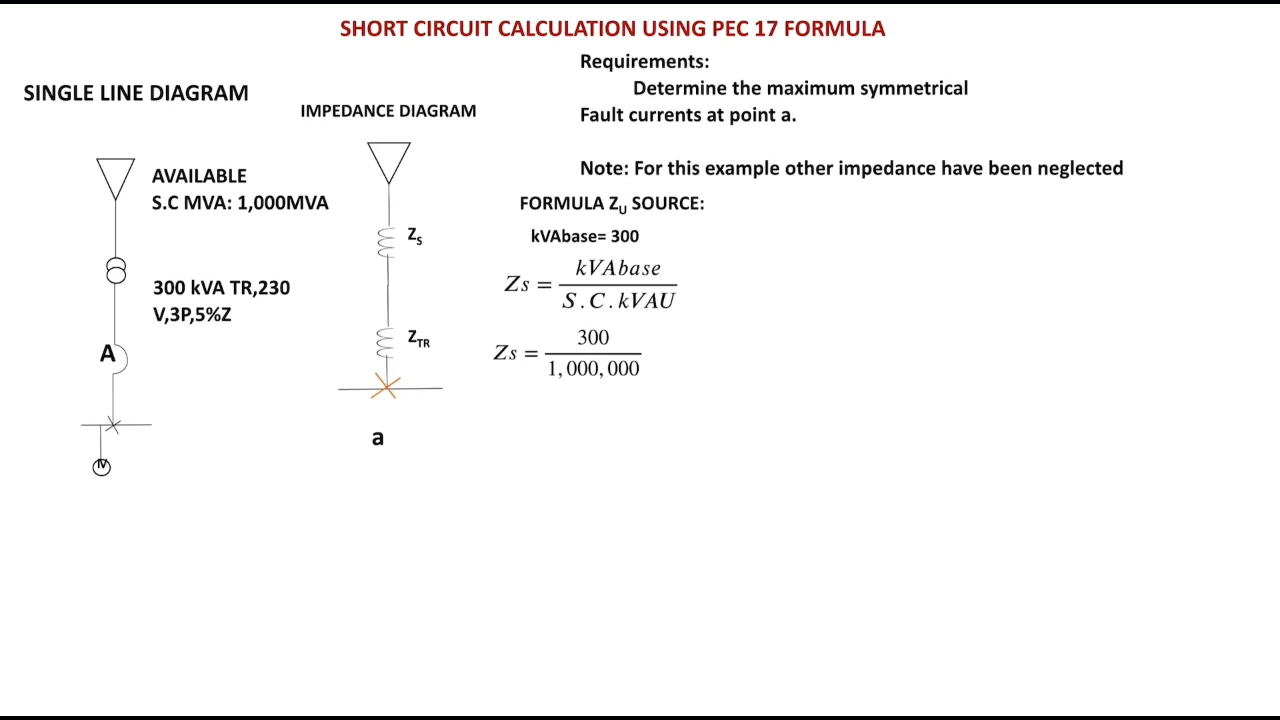 SHORT CIRCUIT CALCULATION USING PEC 17 FORMULA
SINGLE LINE DIAGRAM
AVAILABLE
S.C MVA: 1,000MVA
300 kVA TR,230
V,3P,5%Z
A
M
IMPEDANCE DIAGRAM
Zs
ZTR
a
Requirements:
Determine the maximum symmetrical
Fault currents at point a.
Note: For this example other impedance have been neglected
FORMULA ZU SOURCE:
kVAbase= 300
Zs = kVAbase / S.C.kVAU
Zs = 300 / 1,000,000